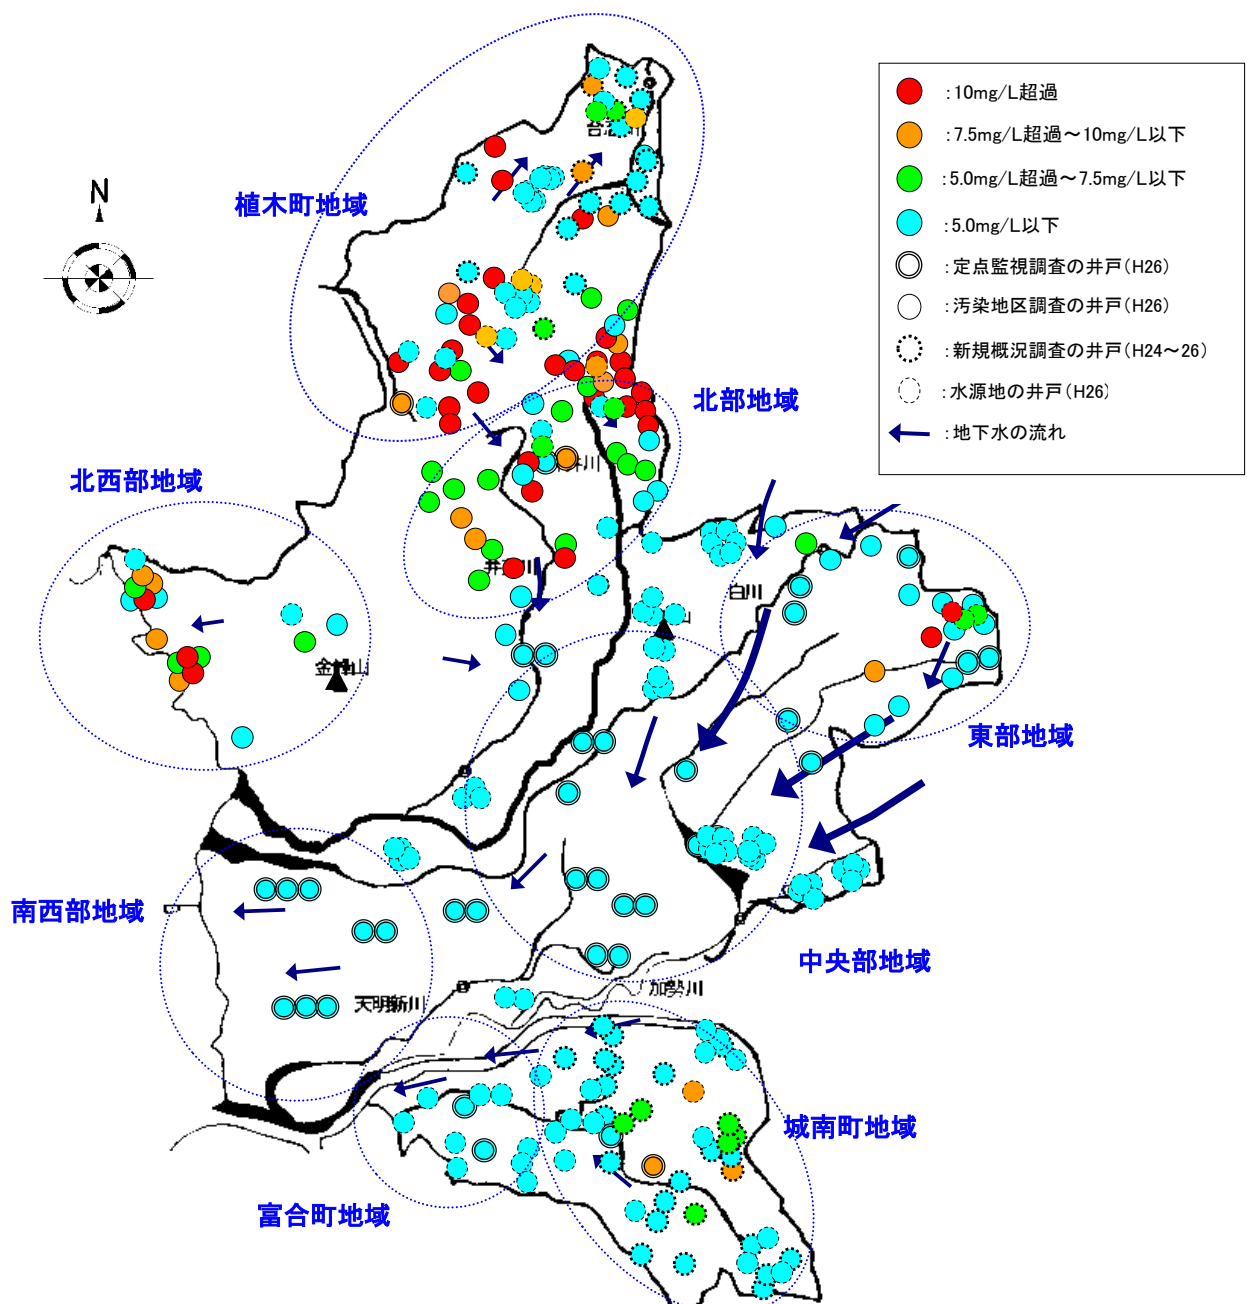 :10mg/L超過
:7.5mg/L超過～10mg/L以下
:5.0mg/L超過～7.5mg/L以下
:5.0mg/L以下
:定点監視調査の井戸(H26)
:汚染地区調査の井戸(H26)
:新規概況調査の井戸(H24～26)
:水源地の井戸(H26)
:地下水の流れ
N
植木町地域
北部地域
北西部地域
井芹川
白川
金峰山
東部地域
南西部地域
中央部地域
加勢川
天明新川
城南町地域
富合町地域